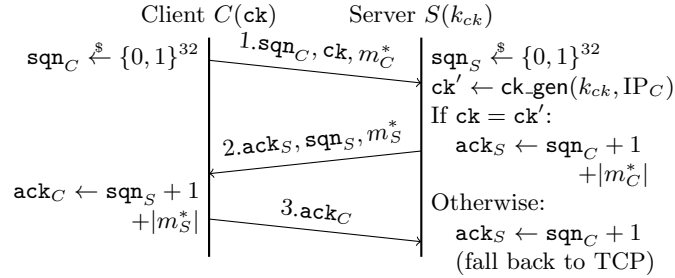 Client C(ck)
Server S(k_ck)
sqn_C ←$ {0, 1}^32
1.sqn_C, ck, m*_C
sqn_S ←$ {0, 1}^32
ck′ ← ck_gen(k_ck, IP_C)
If ck = ck′:
ack_S ← sqn_C + 1
+|m*_C|
2.ack_S, sqn_S, m*_S
ack_C ← sqn_S + 1
+|m*_S|
3.ack_C
Otherwise:
ack_S ← sqn_C + 1
(fall back to TCP)